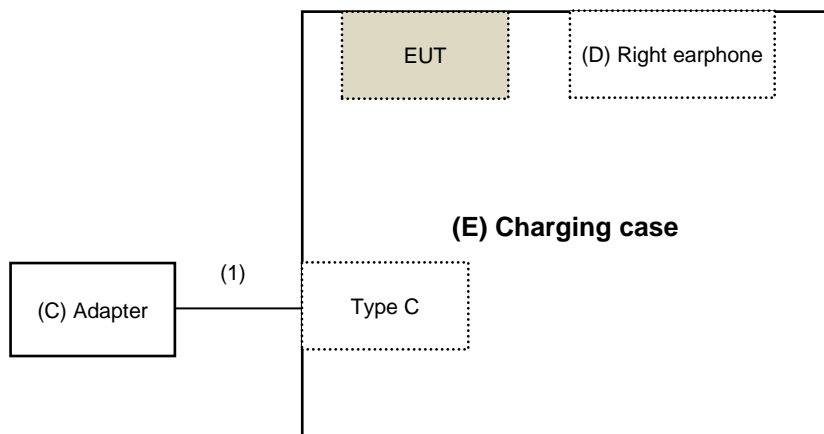 EUT
(D) Right earphone
(E) Charging case
(1)
(C) Adapter
Type C